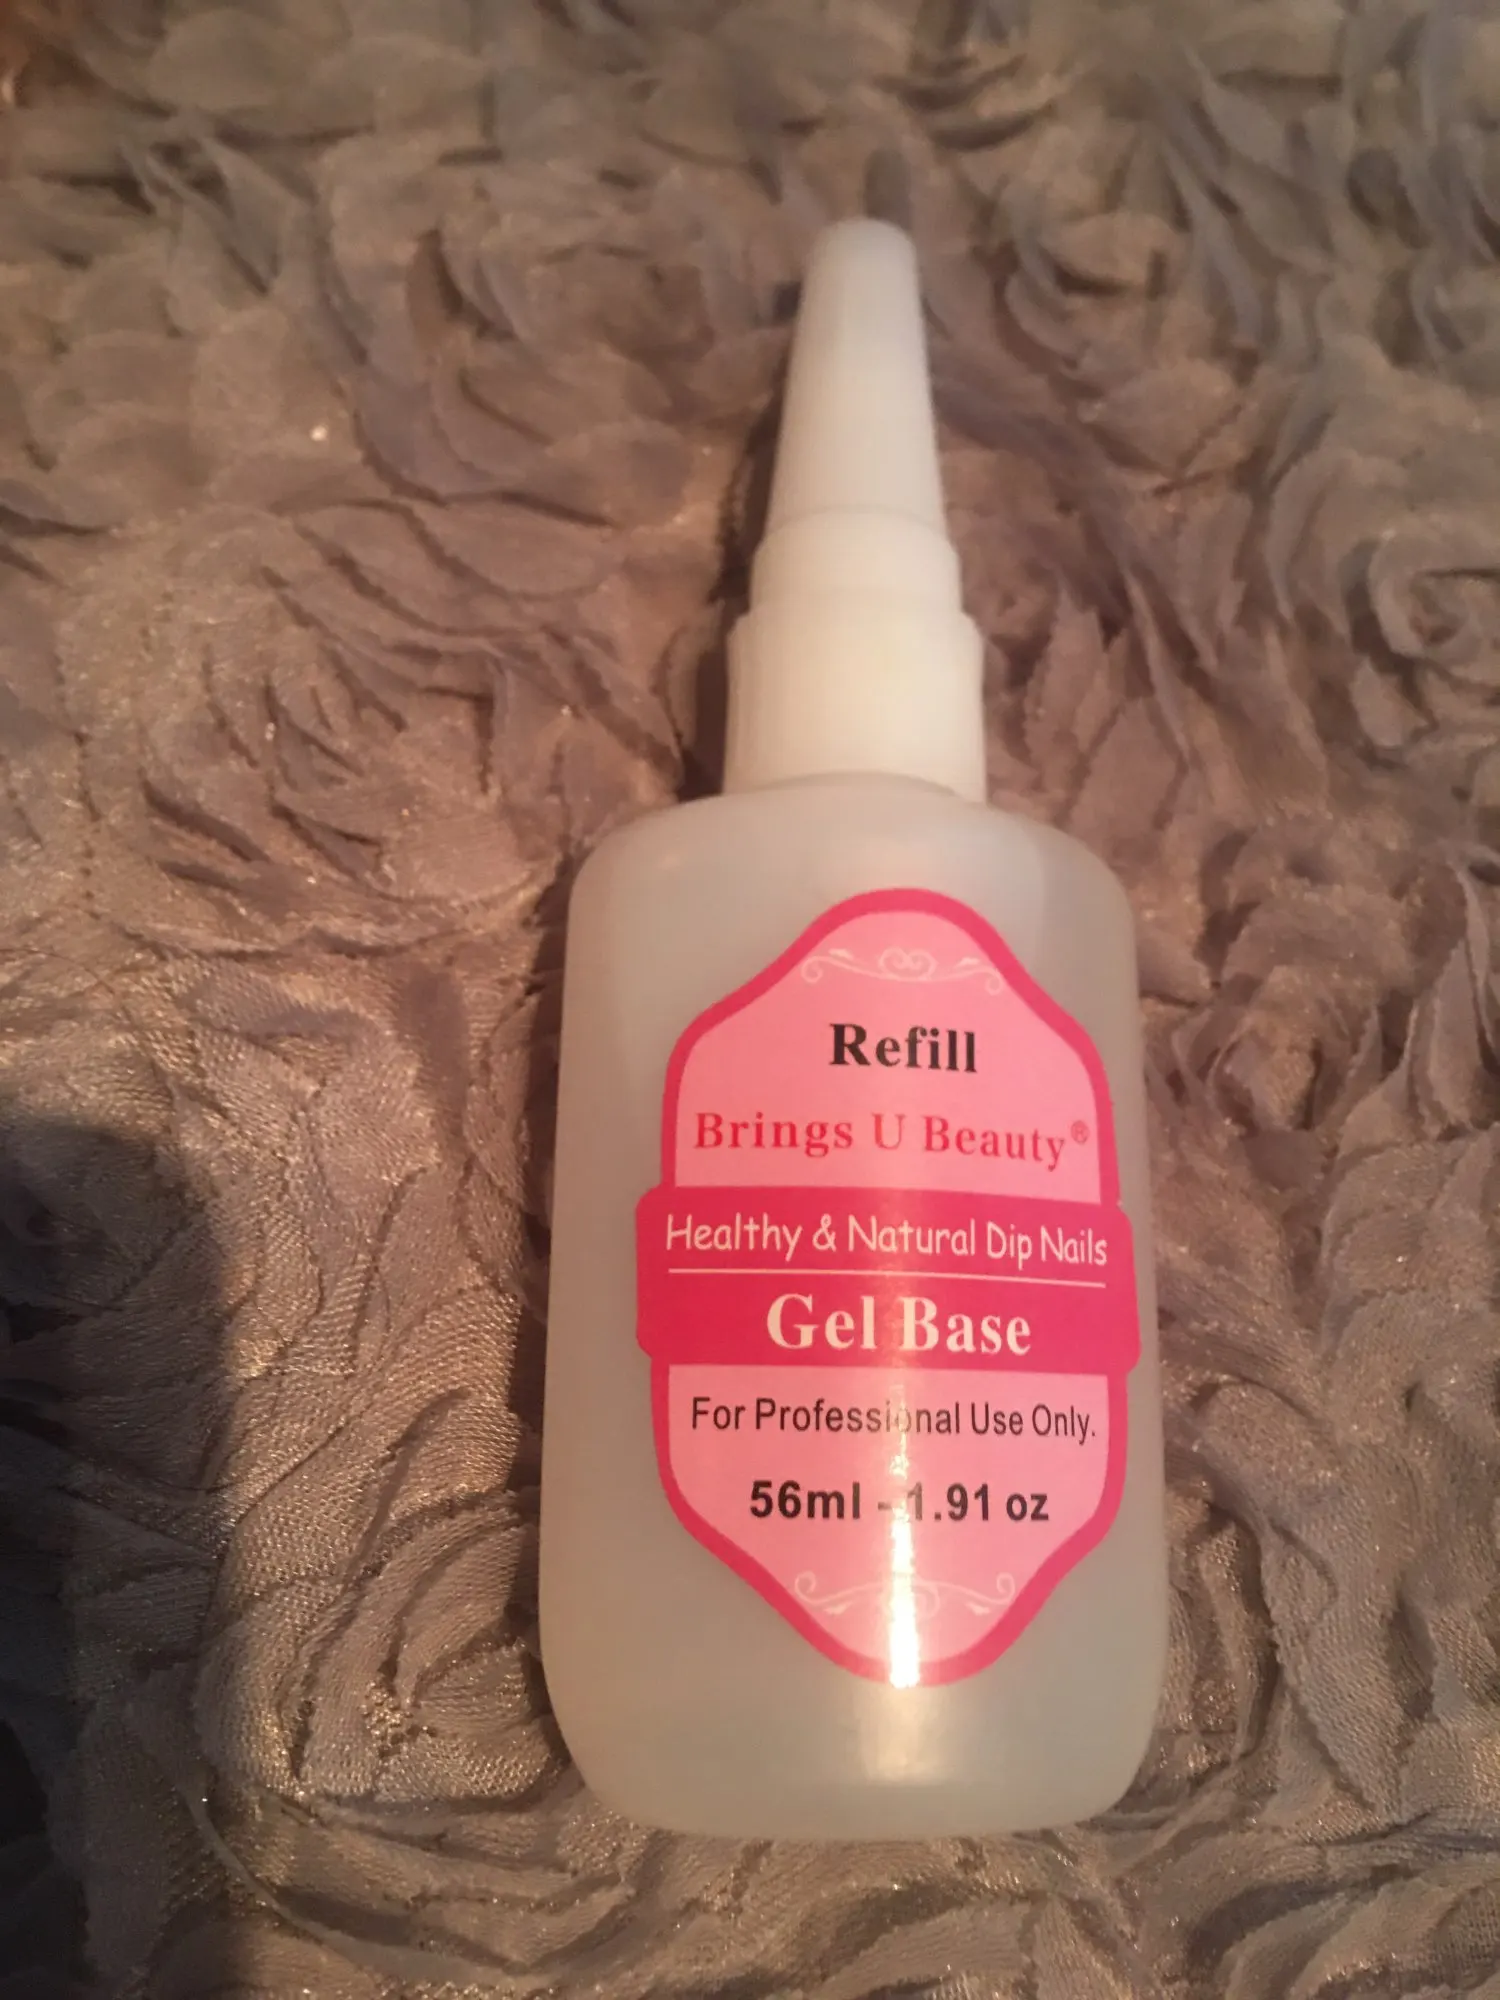 Refill
Brings U Beauty®
Healthy & Natural Dip Nails
Gel Base
For Professional Use Only.
56ml - 1.91 oz